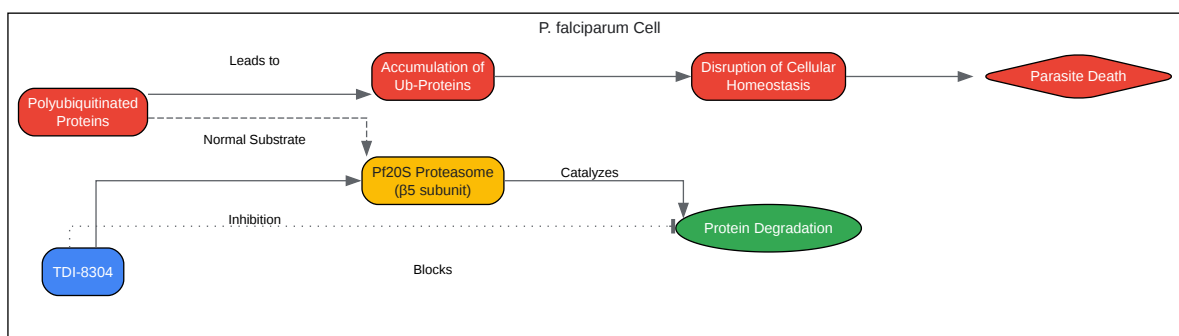 P. falciparum Cell
Leads to
Accumulation of
Ub-Proteins
Disruption of Cellular
Homeostasis
Parasite Death
Polyubiquitinated
Proteins
Normal Substrate
Pf20S Proteasome
(β5 subunit)
Catalyzes
Inhibition
Protein Degradation
TDI-8304
Blocks